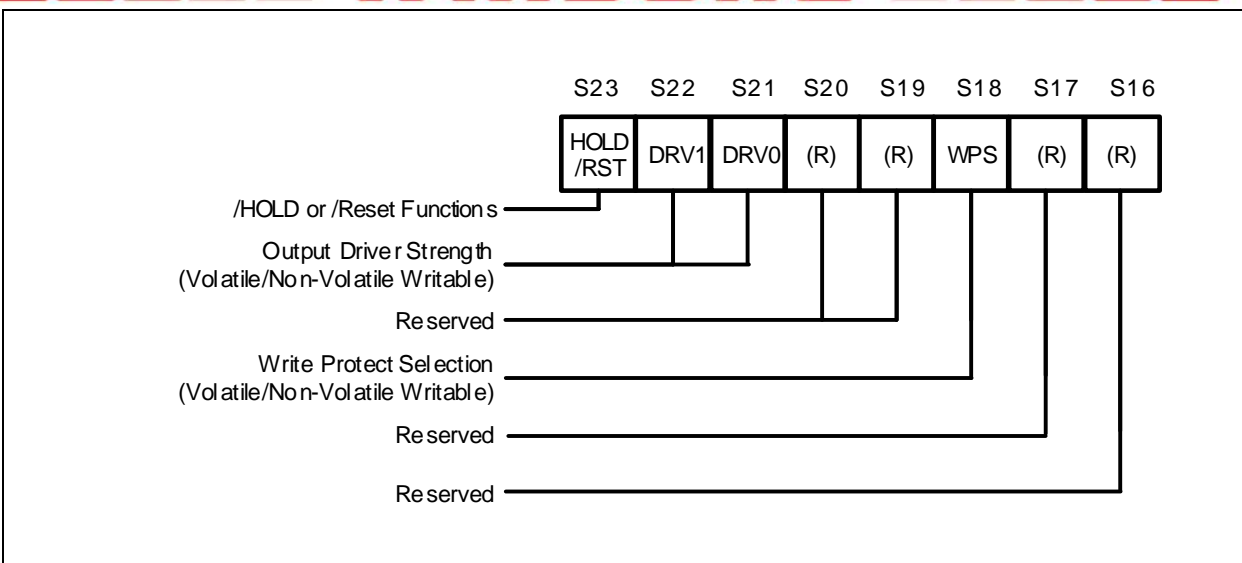 S23 S22 S21 S20 S19 S18 S17 S16
HOLD
/RST DRV1 DRV0 (R) (R) WPS (R) (R)
/HOLD or /Reset Functions
Output Driver Strength
(Volatile/Non-Volatile Writable)
Reserved
Write Protect Selection
(Volatile/Non-Volatile Writable)
Reserved
Reserved